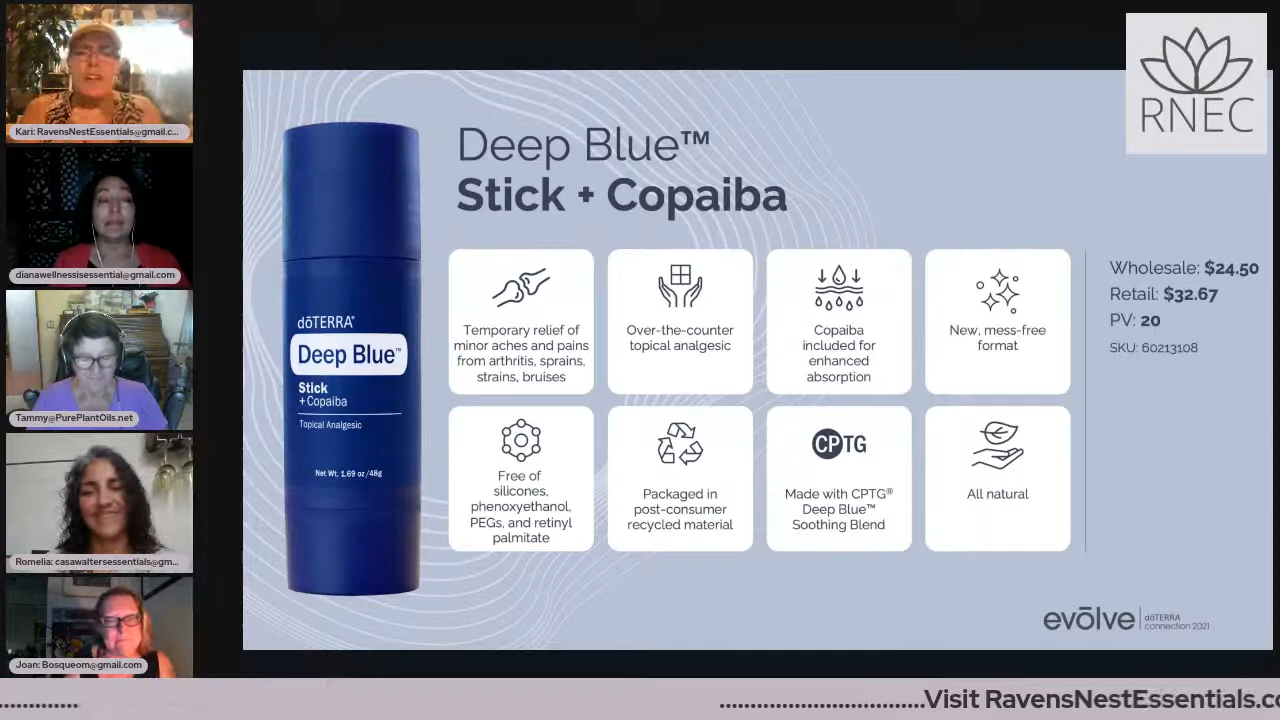 Kari: RavensNestEssentials@gmail.c...
dianawellnessisessential@gmail.com
Tammy@PurePlantOils.net
Romelia: casawaltersessentials@gm...
Joan: Bosqueom@gmail.com
RNEC
Deep Blue™
Stick + Copaiba
dōTERRA®
Deep Blue™
Stick
+Copaiba
Topical Analgesic
Net Wt. 1.69 oz/48g
Temporary relief of
minor aches and pains
from arthritis, sprains,
strains, bruises
Over-the-counter
topical analgesic
Copaiba
included for
enhanced
absorption
New, mess-free
format
Free of
silicones,
phenoxyethanol,
PEGs, and retinyl
palmitate
Packaged in
post-consumer
recycled material
CPTG
Made with CPTG®
Deep Blue™
Soothing Blend
All natural
Wholesale: $24.50
Retail: $32.67
PV: 20
SKU: 60213108
evōlve
dōTERRA
connection 2021
................................Visit RavensNestEssentials.co